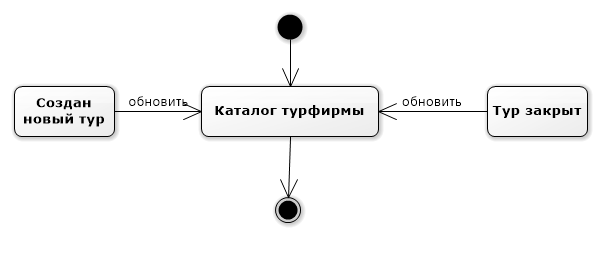 Создан
новый тур
обновить
Каталог турфирмы
обновить
Тур закрыт